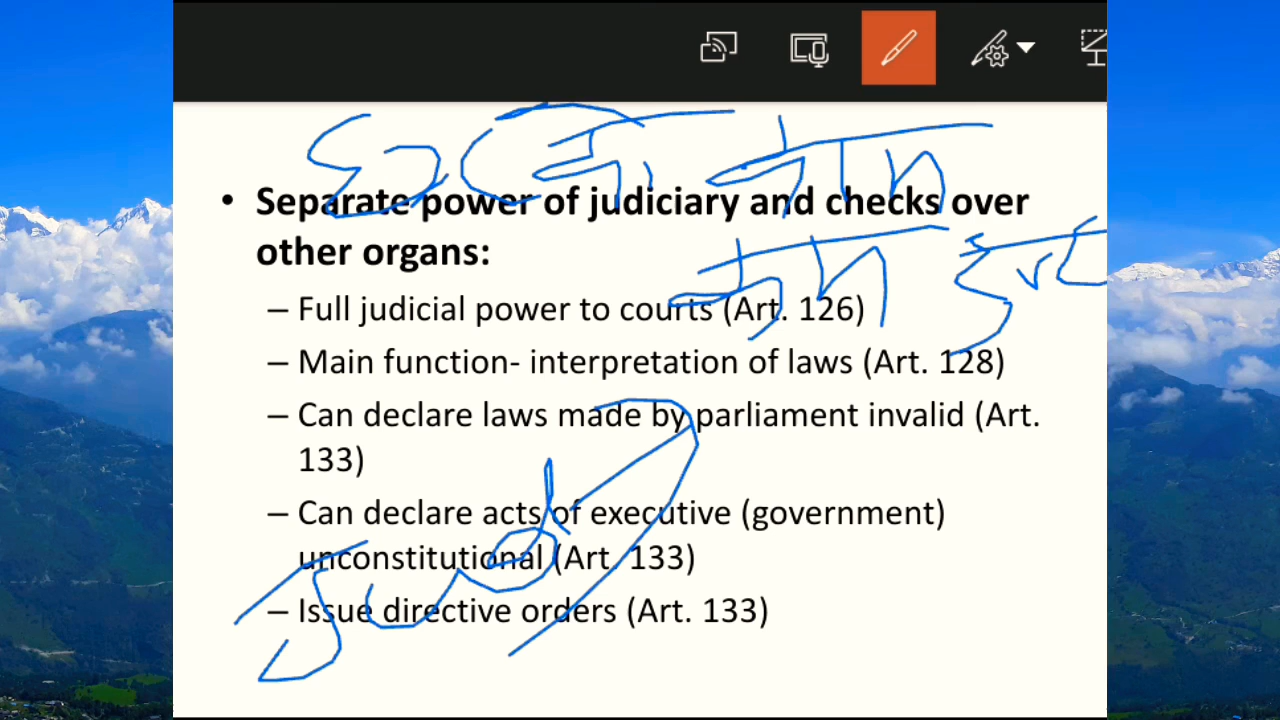 • Separate power of judiciary and checks over
other organs:
– Full judicial power to courts (Art. 126)
– Main function- interpretation of laws (Art. 128)
– Can declare laws made by parliament invalid (Art.
133)
– Can declare acts of executive (government)
unconstitutional (Art. 133)
– Issue directive orders (Art. 133)